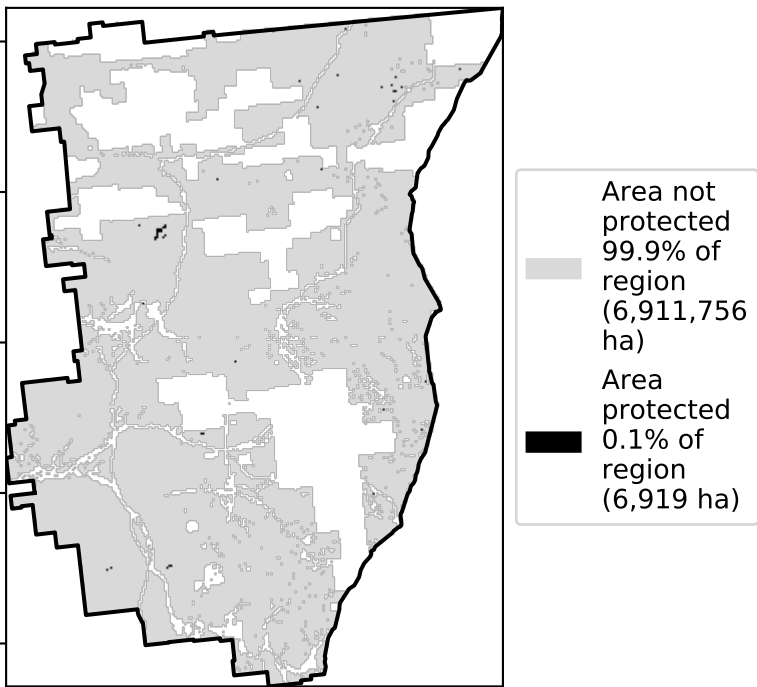 Area not
protected
99.9% of
region
(6,911,756
ha)
Area
protected
0.1% of
region
(6,919 ha)